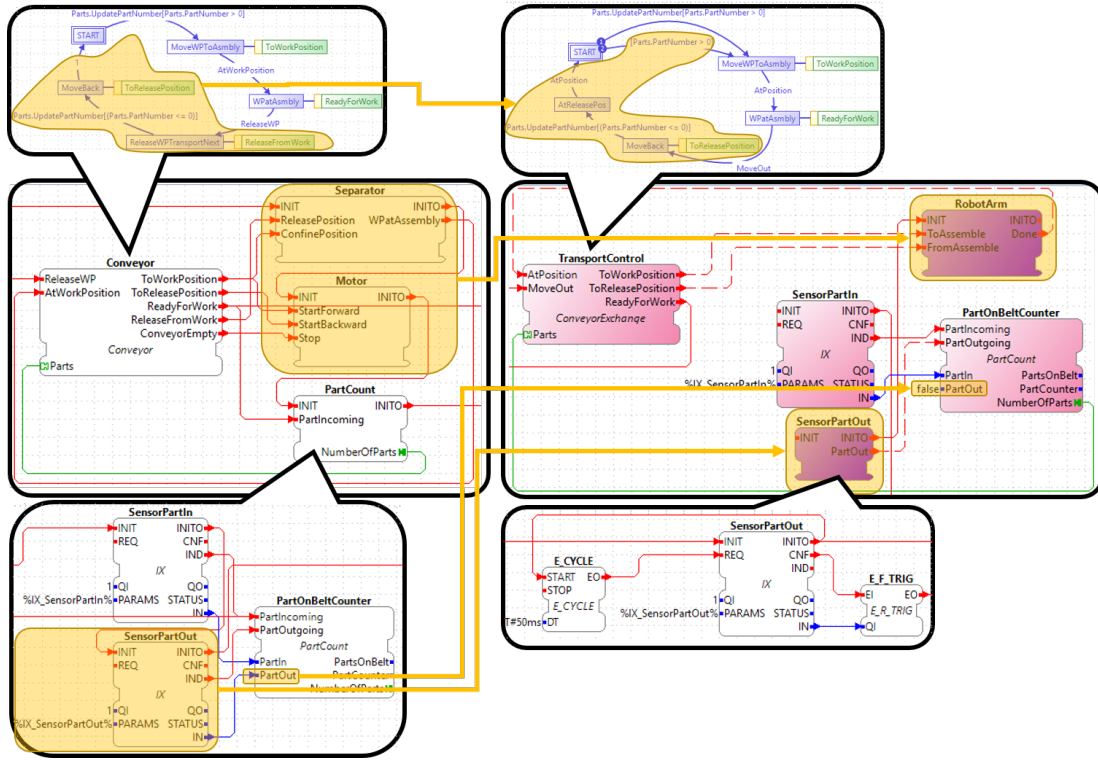 Parts.UpdatePartNumber[Parts.PartNumber > 0]
START
MoveWPToAsmbly
ToWorkPosition
AtWorkPosition
MoveBack
ToReleasePosition
WPatAsmbly
ReadyForWork
Parts.UpdatePartNumber[(Parts.PartNumber <= 0)]
ReleaseWP
ReleaseWPTransportNext
ReleaseFromWork
Parts.UpdatePartNumber[Parts.PartNumber > 0]
1
2
START
[Parts.PartNumber > 0]
MoveWPToAsmbly
ToWorkPosition
AtPosition
AtPosition
AtReleasePos
WPatAsmbly
ReadyForWork
Parts.UpdatePartNumber[(Parts.PartNumber <= 0)]
MoveBack
ToReleasePosition
MoveOut
Separator
INIT INITO
ReleasePosition WPatAssembly
ConfinePosition
Conveyor
ReleaseWP ToWorkPosition
AtWorkPosition ToReleasePosition
ReadyForWork
ReleaseFromWork
ConveyorEmpty
Conveyor
Parts
Motor
INIT INITO
StartForward
StartBackward
Stop
PartCount
INIT INITO
PartIncoming
NumberOfParts
RobotArm
INIT INITO
ToAssemble Done
FromAssemble
TransportControl
AtPosition ToWorkPosition
MoveOut ToReleasePosition
ReadyForWork
ConveyorExchange
Parts
SensorPartIn
INIT INITO
REQ CNF
IND
IX
1 QI QO
%IX_SensorPartIn% PARAMS STATUS
IN
PartOnBeltCounter
PartIncoming
PartOutgoing
PartCount
PartIn PartsOnBelt
false PartOut PartCounter
NumberOfParts
SensorPartOut
INIT INITO
PartOut
SensorPartIn
INIT INITO
REQ CNF
IND
IX
1 QI QO
%IX_SensorPartIn% PARAMS STATUS
IN
PartOnBeltCounter
PartIncoming
PartOutgoing
PartCount
PartIn PartsOnBelt
PartOut PartCounter
NumberOfParts
SensorPartOut
INIT INITO
REQ CNF
IND
IX
1 QI QO
%IX_SensorPartOut% PARAMS STATUS
IN
E_CYCLE
START EO
STOP
E_CYCLE
T#50ms DT
SensorPartOut
INIT INITO
REQ CNF
IND
IX
1 QI QO
%IX_SensorPartOut% PARAMS STATUS
IN
E_F_TRIG
EI EO
E_R_TRIG
QI